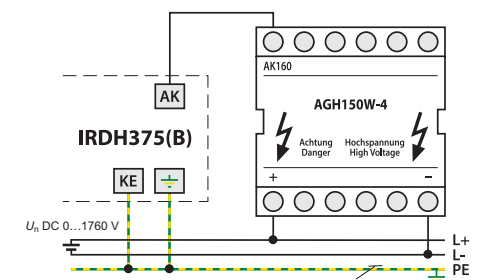 AK160
AK
AGH150W-4
IRDH375(B)
Achtung Hochspannung
Danger High Voltage
KE
+ –
Un DC 0...1760 V
L+
L-
PE